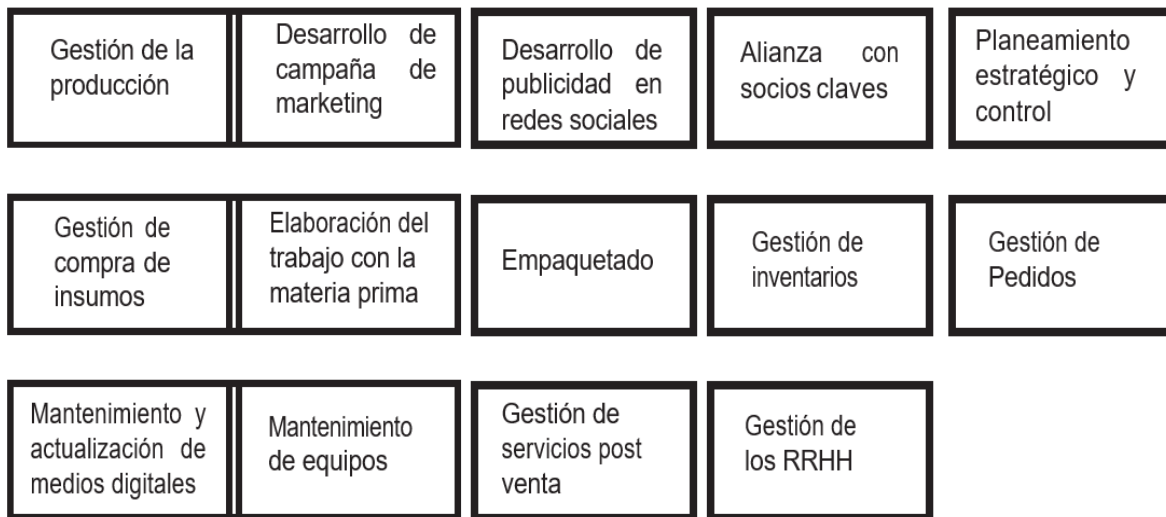 Gestión de la
producción
Desarrollo de
campaña de
marketing
Desarrollo de
publicidad en
redes sociales
Alianza con
socios claves
Planeamiento
estratégico y
control
Gestión de
compra de
insumos
Elaboración del
trabajo con la
materia prima
Empaquetado
Gestión de
inventarios
Gestión de
Pedidos
Mantenimiento y
actualización de
medios digitales
Mantenimiento
de equipos
Gestión de
servicios post
venta
Gestión de
los RRHH